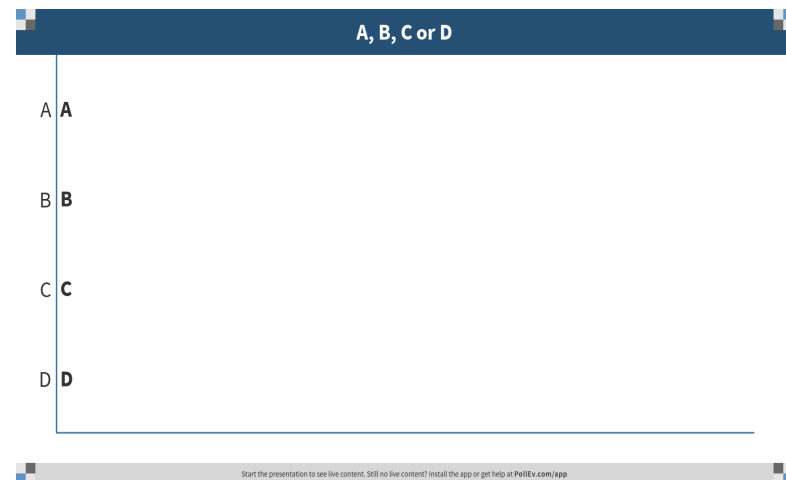 A, B, C or D
A A
B B
C C
D D
Start the presentation to see live content. Still no live content? Install the app or get help at PollEv.com/app